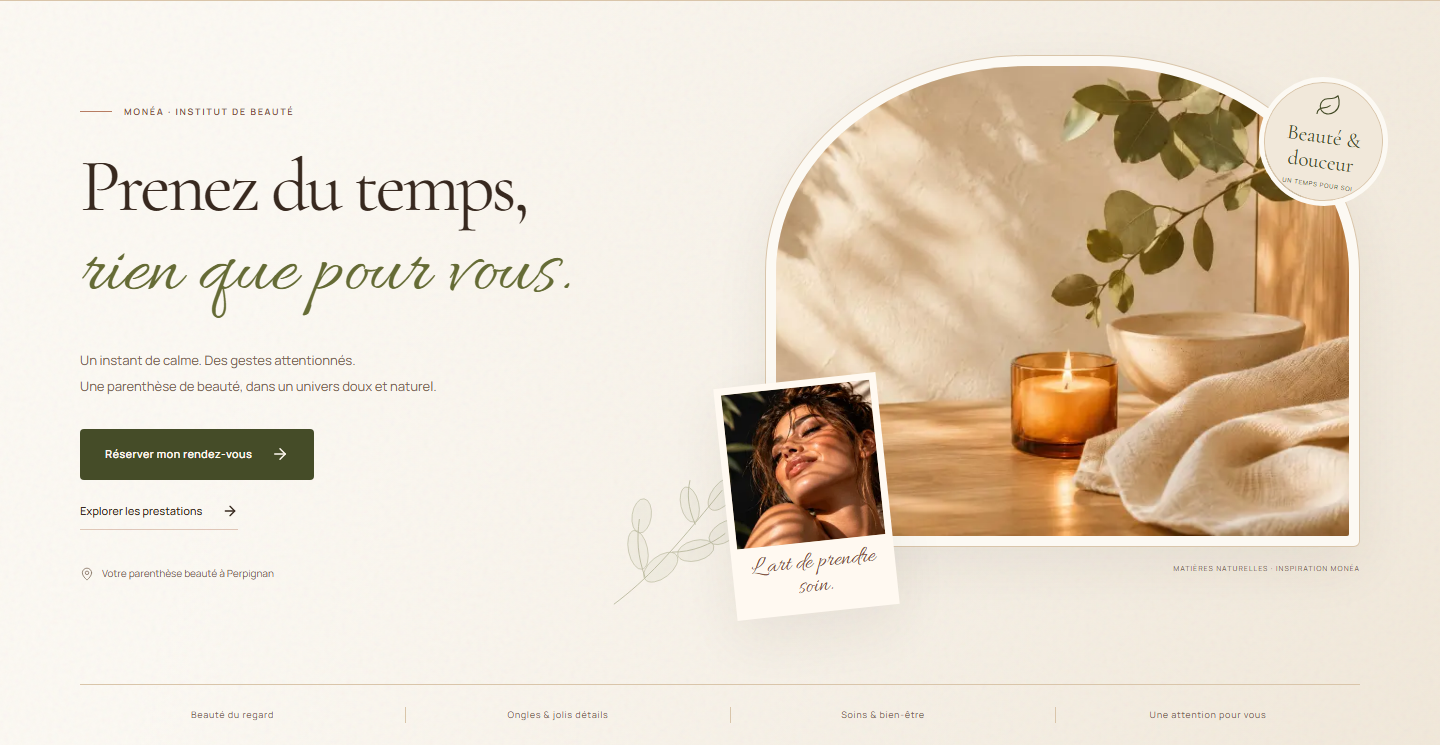 MONÉA · INSTITUT DE BEAUTÉ
Prenez du temps,
rien que pour vous.
Un instant de calme. Des gestes attentionnés.
Une parenthèse de beauté, dans un univers doux et naturel.
Réserver mon rendez-vous
Explorer les prestations
Votre parenthèse beauté à Perpignan
Beauté &
douceur
UN TEMPS POUR SOI
L'art de prendre
soin.
MATIÈRES NATURELLES · INSPIRATION MONÉA
Beauté du regard
Ongles & jolis détails
Soins & bien-être
Une attention pour vous